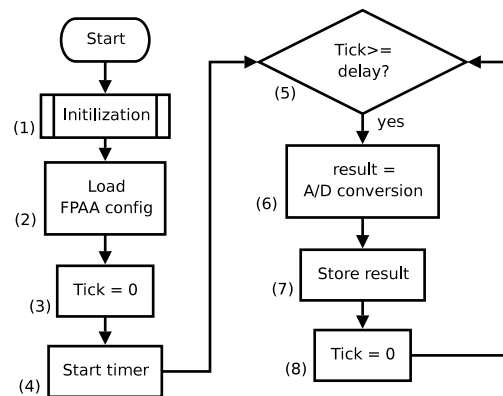 Start
(1)
Initilization
(2)
Load
FPAA config
(3)
Tick = 0
(4)
Start timer
Tick>=
delay?
(5)
yes
(6)
result =
A/D conversion
(7)
Store result
(8)
Tick = 0